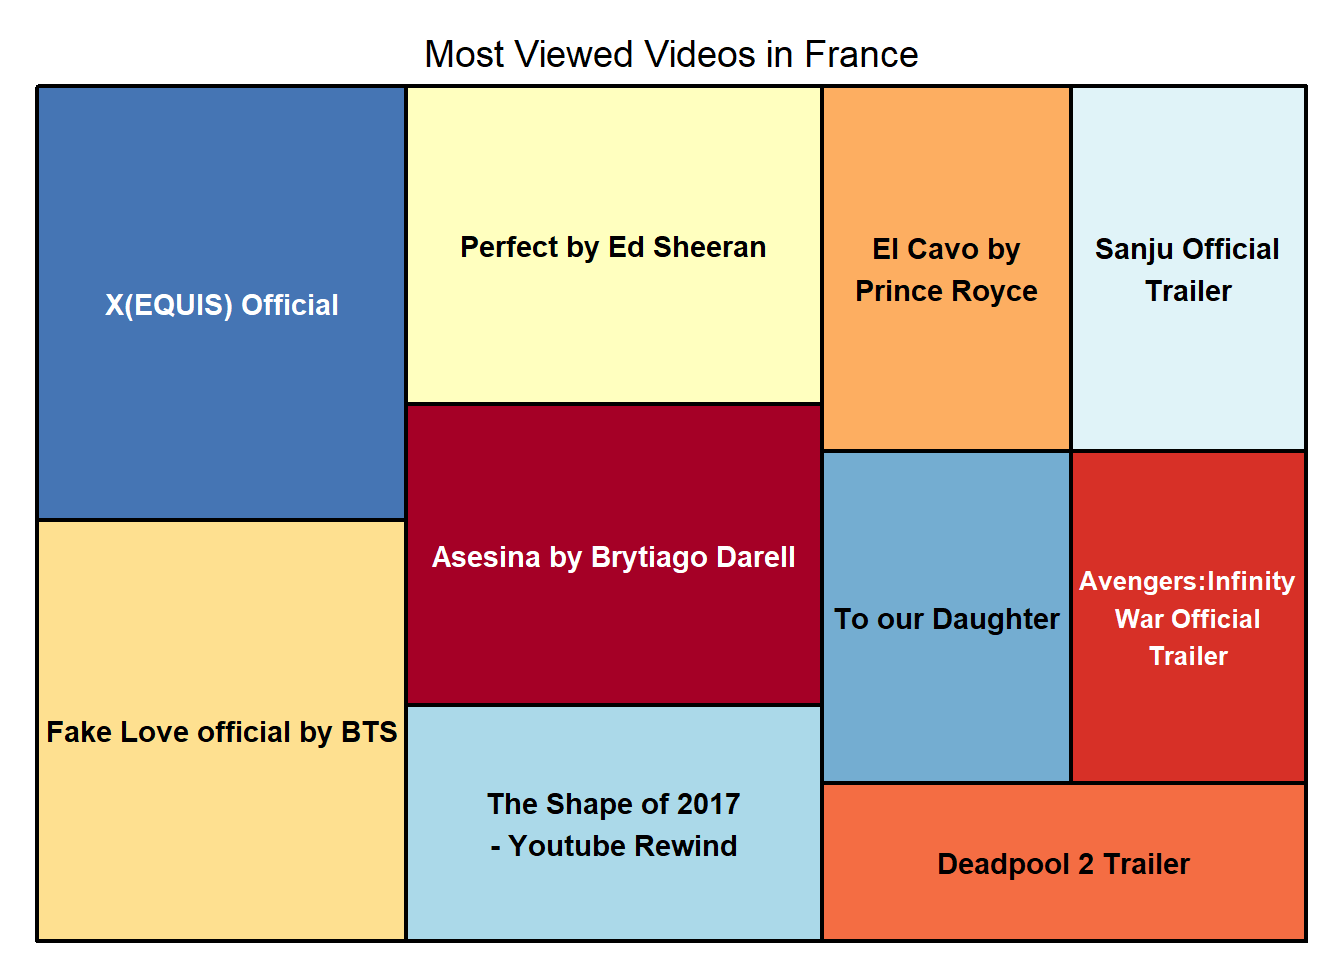 Most Viewed Videos in France
X(EQUIS) Official
Fake Love official by BTS
Perfect by Ed Sheeran
Asesina by Brytiago Darell
The Shape of 2017
- Youtube Rewind
El Cavo by
Prince Royce
Sanju Official
Trailer
To our Daughter
Avengers:Infinity
War Official
Trailer
Deadpool 2 Trailer